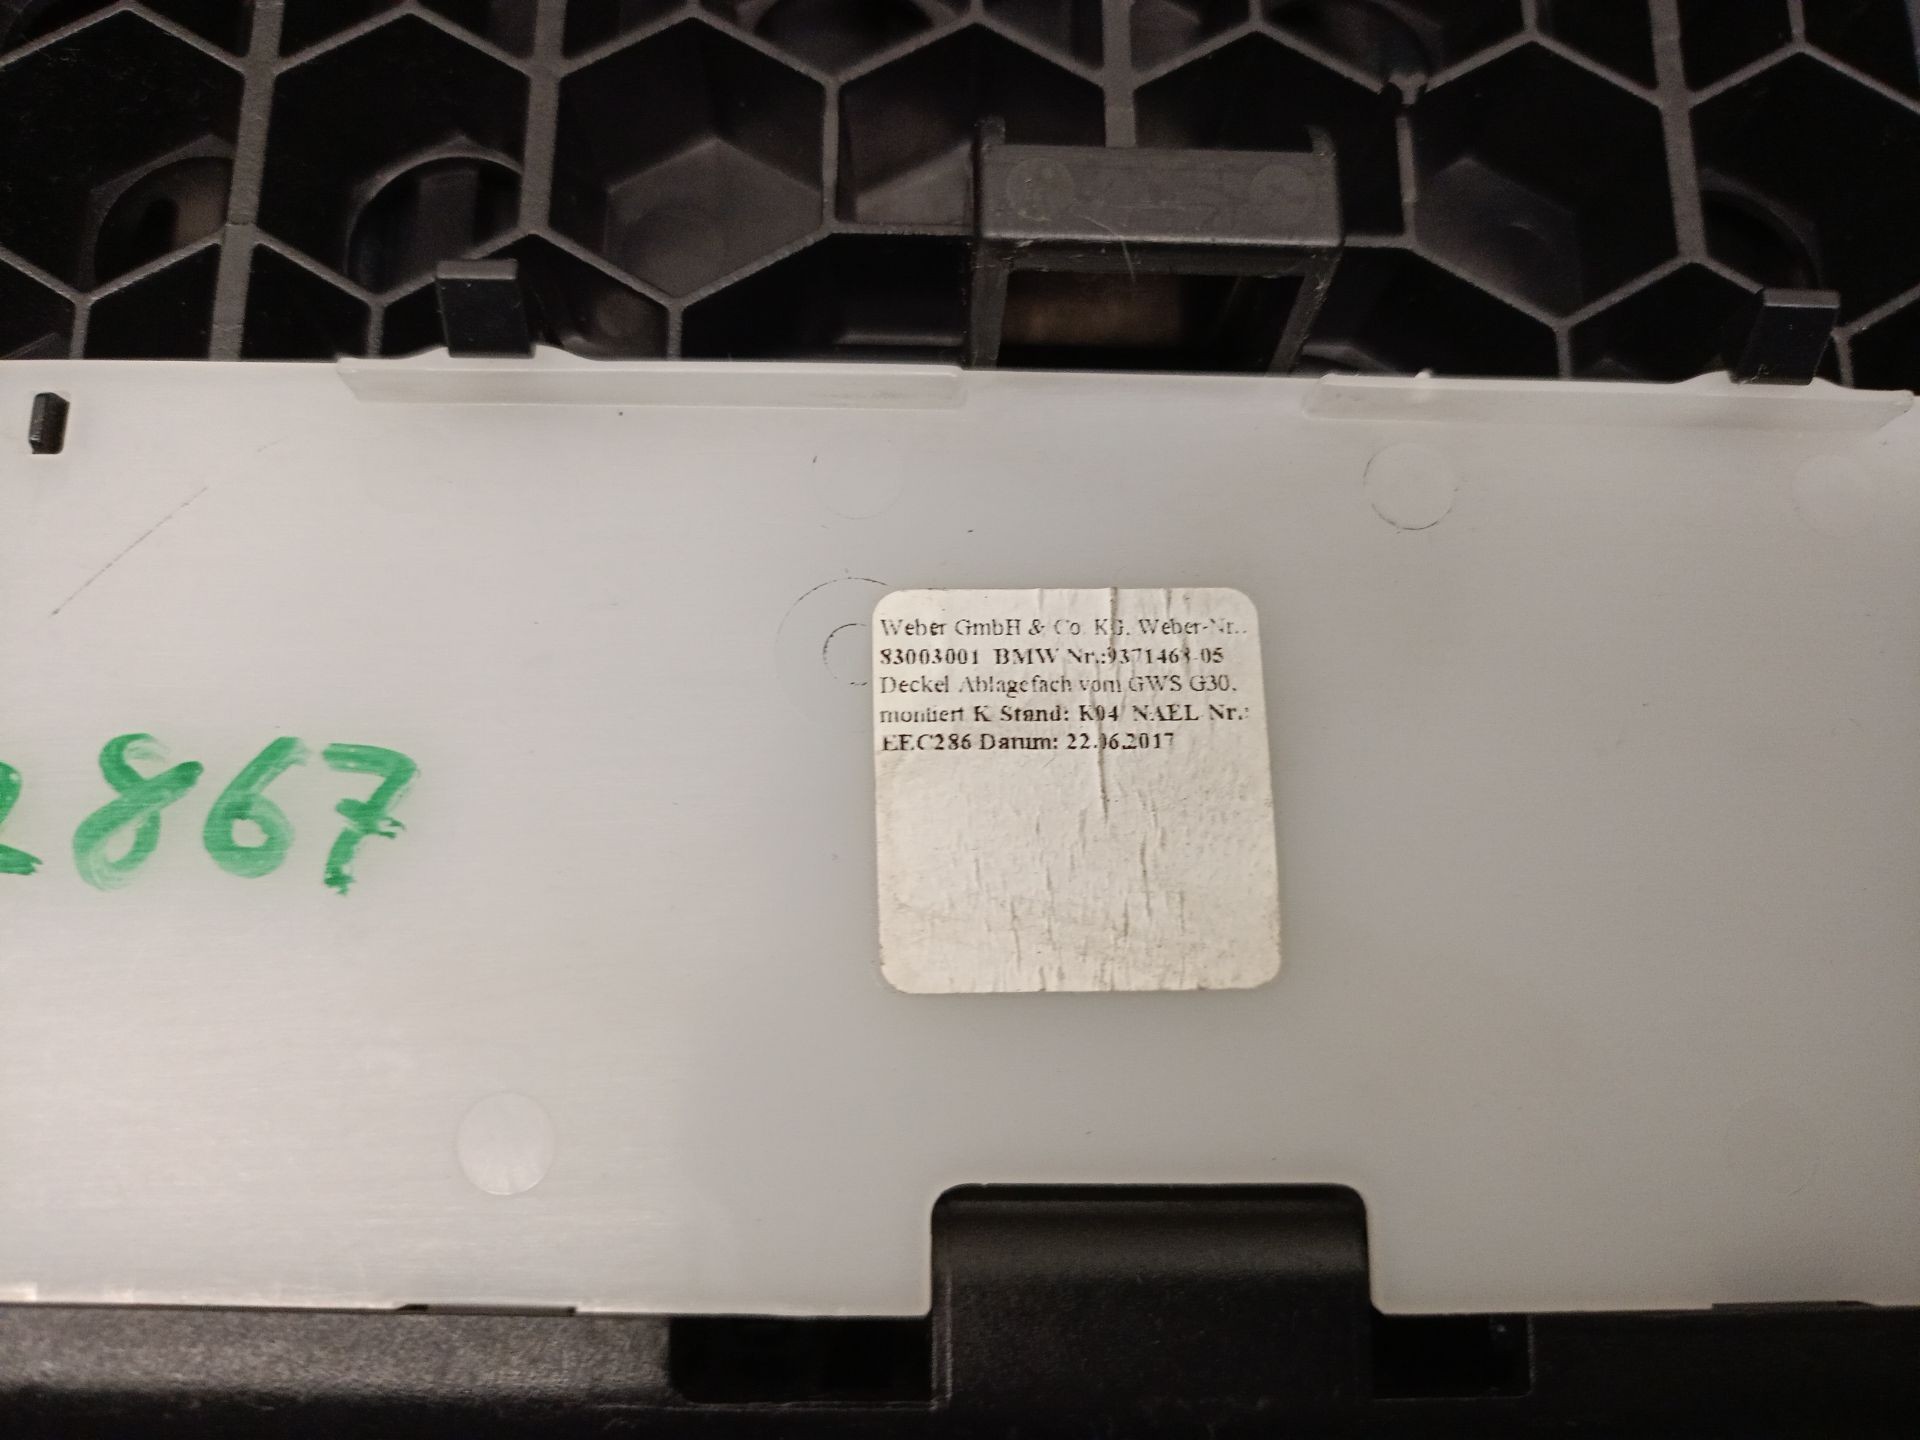 Weber GmbH & Co. KG, Weber-Nr.:
83003001 BMW Nr.:9371468-05
Deckel Ablagefach vom GWS G30,
montiert K Stand: K04 NAEL-Nr.:
EEC286 Datum: 22.06.2017
2867